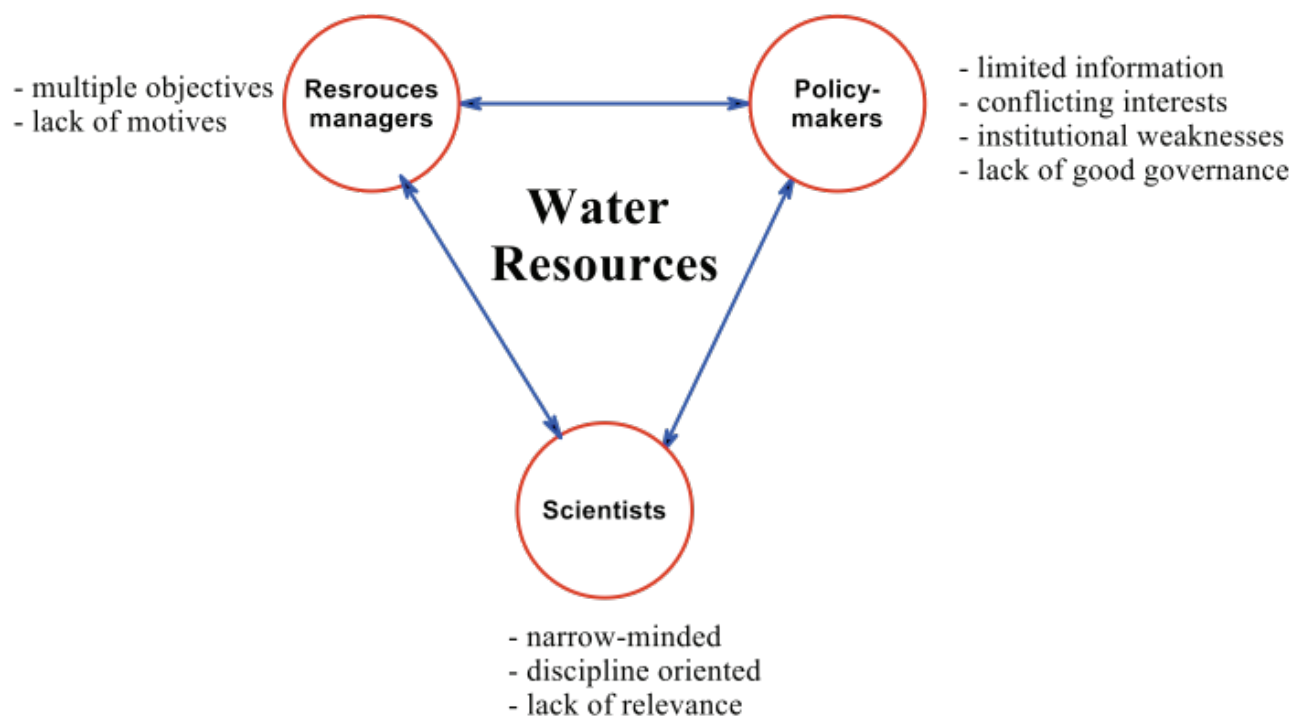 - multiple objectives
- lack of motives
Resrouces
managers
Policy-
makers
- limited information
- conflicting interests
- institutional weaknesses
- lack of good governance
Water
Resources
Scientists
- narrow-minded
- discipline oriented
- lack of relevance